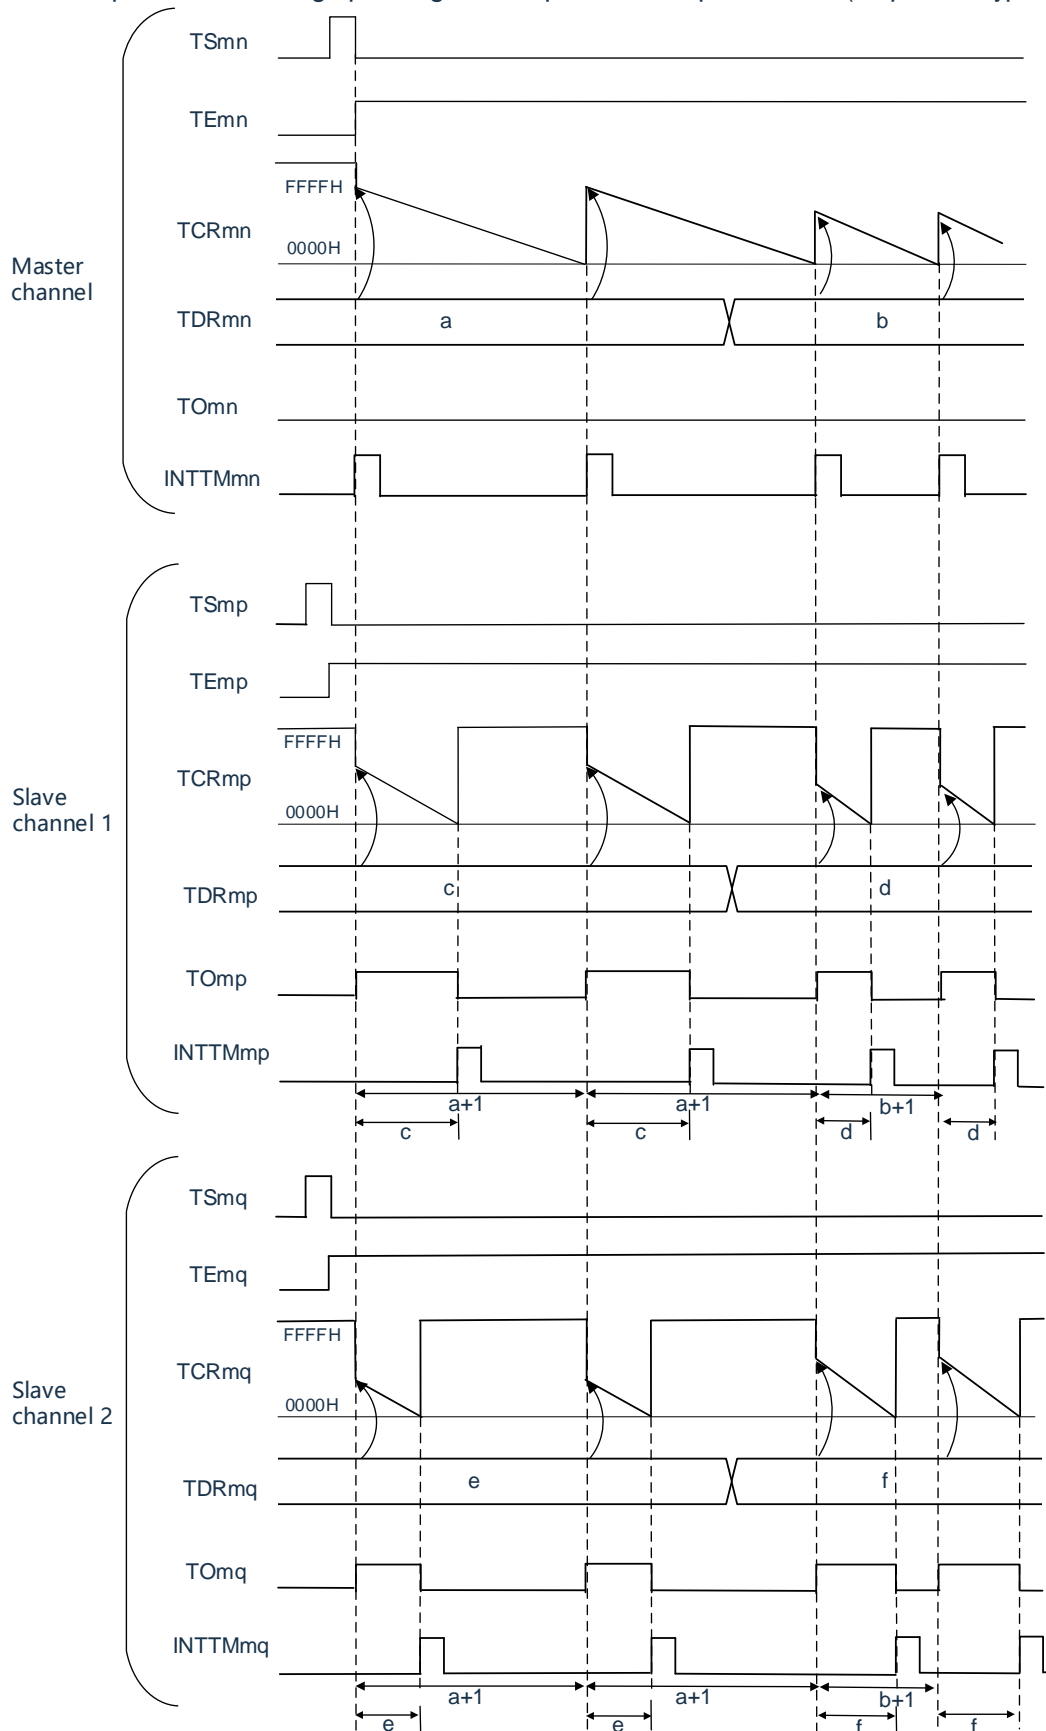 TSmn
TEmn
FFFFH
TCRmn
0000H
Master
channel
TDRmn
a
b
TOmn
INTTMmn
TSmp
TEmp
FFFFH
TCRmp
0000H
Slave
channel 1
TDRmp
c
d
TOmp
INTTMmp
a+1
a+1
b+1
c
c
d
d
TSmq
TEmq
FFFFH
TCRmq
0000H
Slave
channel 2
TDRmq
e
f
TOmq
INTTMmq
a+1
a+1
b+1
e
e
f
f